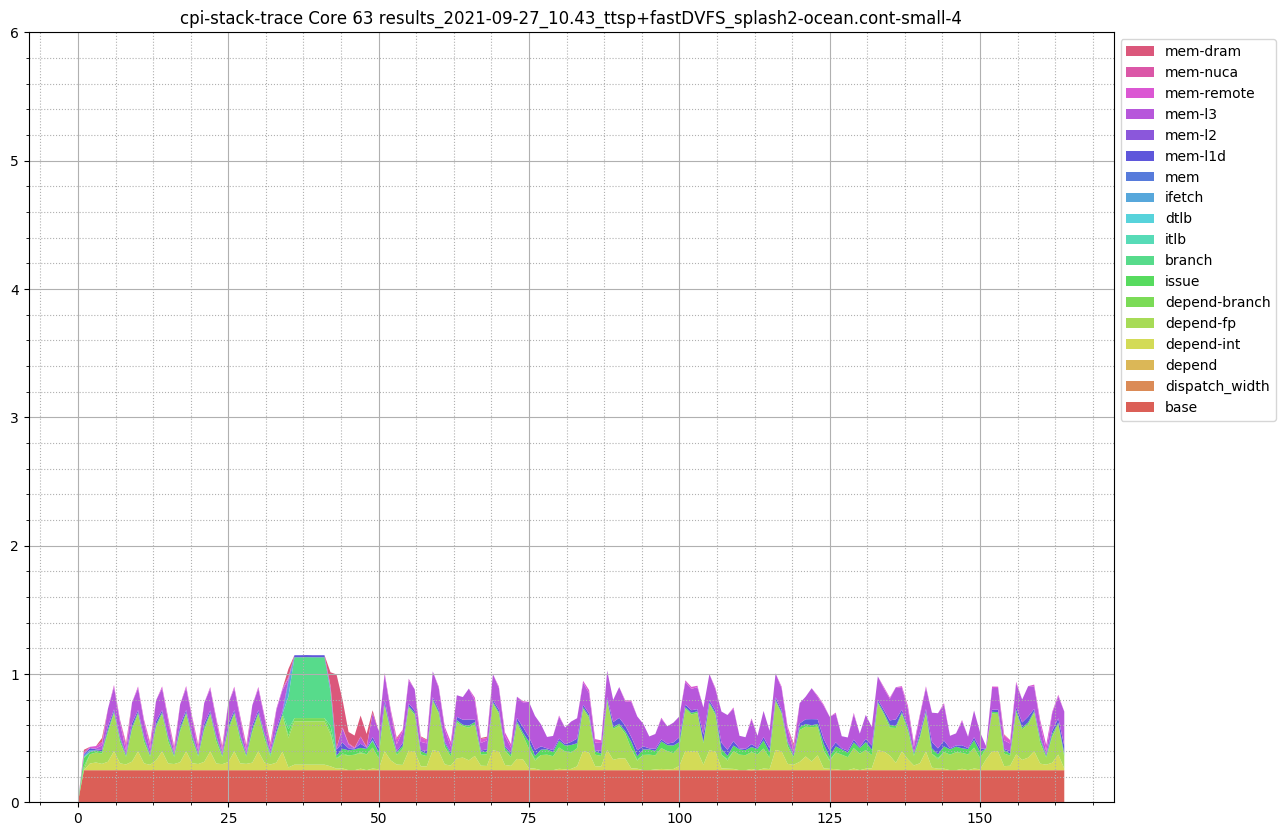 cpi-stack-trace Core 63 results_2021-09-27_10.43_ttsp+fastDVFS_splash2-ocean.cont-small-4
6
5
4
3
2
1
0
0 25 50 75 100 125 150
mem-dram
mem-nuca
mem-remote
mem-l3
mem-l2
mem-l1d
mem
ifetch
dtlb
itlb
branch
issue
depend-branch
depend-fp
depend-int
depend
dispatch_width
base